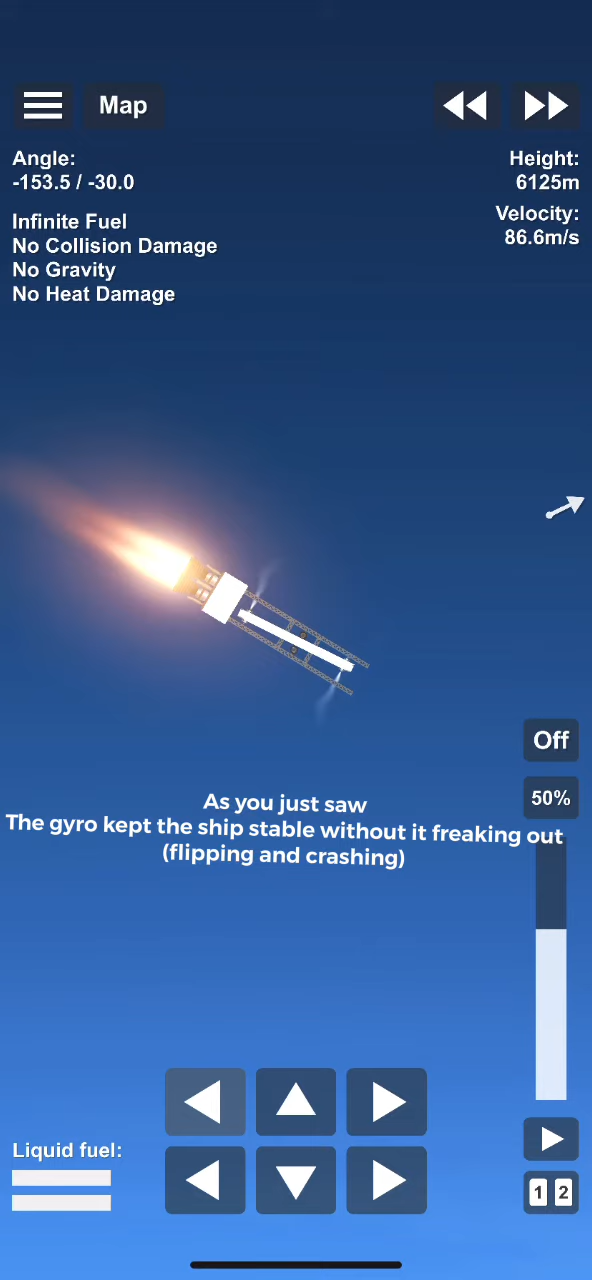 Map
Angle:
-153.5 / -30.0
Infinite Fuel
No Collision Damage
No Gravity
No Heat Damage
Height:
6125m
Velocity:
86.6m/s
Off
50%
As you just saw
The gyro kept the ship stable without it freaking out
(flipping and crashing)
Liquid fuel:
1 2